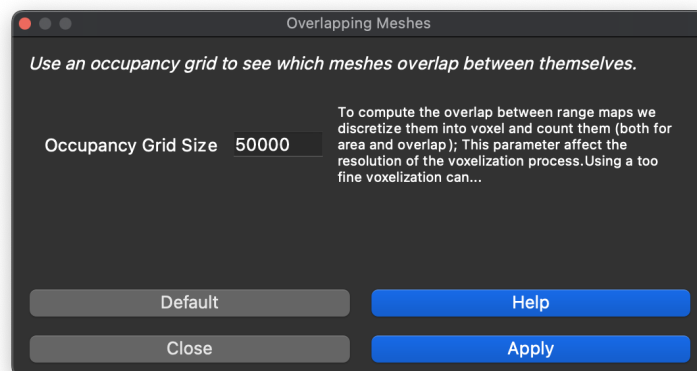 Overlapping Meshes
Use an occupancy grid to see which meshes overlap between themselves.
Occupancy Grid Size
50000
To compute the overlap between range maps we
discretize them into voxel and count them (both for
area and overlap); This parameter affect the
resolution of the voxelization process.Using a too
fine voxelization can...
Default
Help
Close
Apply